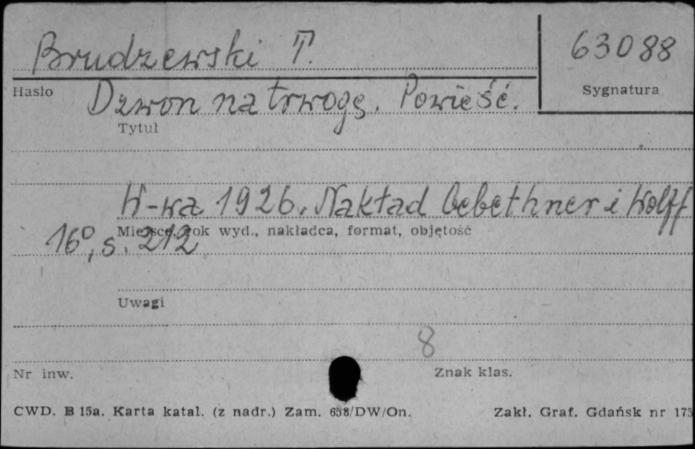 Brudzewski T.
63088
Hasło
Sygnatura
Dzwon na trwogę. Powieść.
Tytuł
W-wa 1926. Nakład Gebethner i Wolff
Miejsce, rok wyd., nakładca, format, objętość
16°, s. 212
Uwagi
8
Nr inw.
Znak klas.
CWD. B 15a. Karta katal. (z nadr.) Zam. 638/DW/On.
Zakł. Graf. Gdańsk nr 175